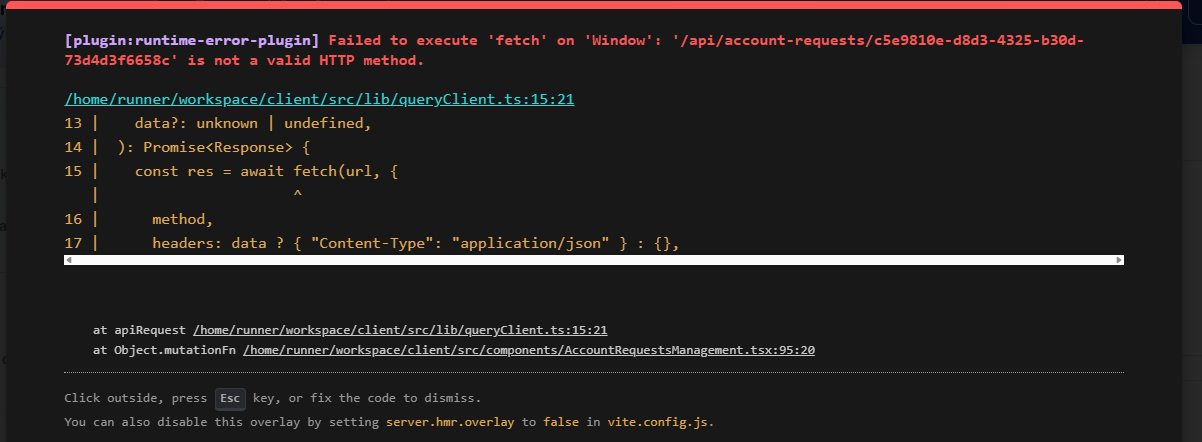 [plugin:runtime-error-plugin] Failed to execute 'fetch' on 'Window': '/api/account-requests/c5e9810e-d8d3-4325-b30d-
73d4d3f6658c' is not a valid HTTP method.
/home/runner/workspace/client/src/lib/queryClient.ts:15:21
13 |    data?: unknown | undefined,
14 |  ): Promise<Response> {
15 |    const res = await fetch(url, {
   |                      ^
16 |      method,
17 |      headers: data ? { "Content-Type": "application/json" } : {},
at apiRequest /home/runner/workspace/client/src/lib/queryClient.ts:15:21
at Object.mutationFn /home/runner/workspace/client/src/components/AccountRequestsManagement.tsx:95:20
Click outside, press Esc key, or fix the code to dismiss.
You can also disable this overlay by setting server.hmr.overlay to false in vite.config.js.